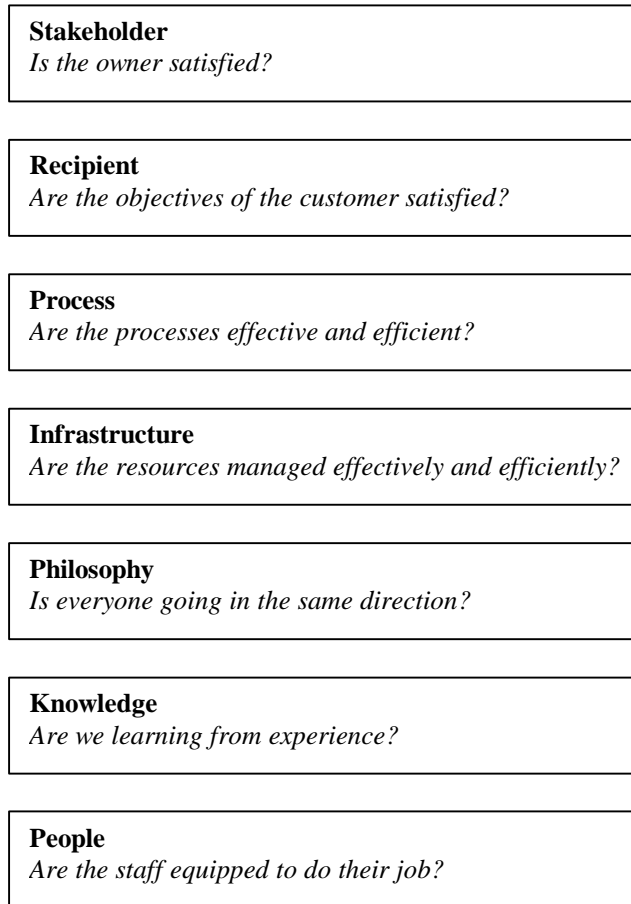 Stakeholder
Is the owner satisfied?
Recipient
Are the objectives of the customer satisfied?
Process
Are the processes effective and efficient?
Infrastructure
Are the resources managed effectively and efficiently?
Philosophy
Is everyone going in the same direction?
Knowledge
Are we learning from experience?
People
Are the staff equipped to do their job?